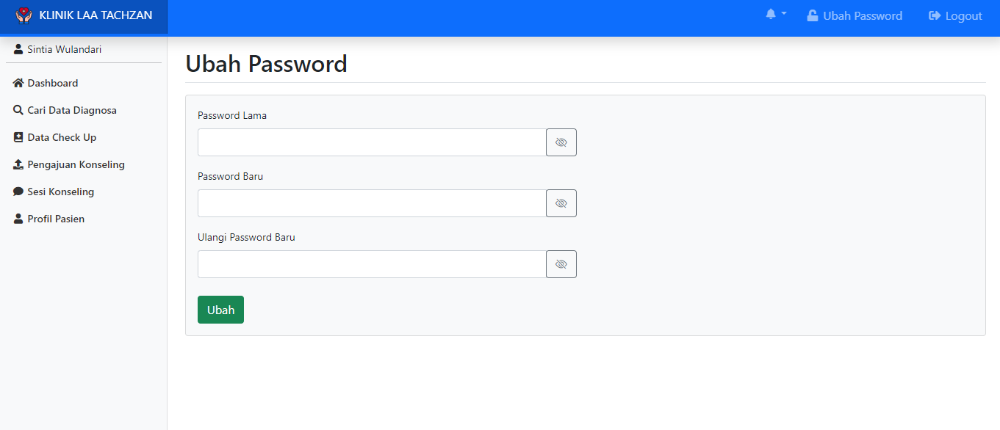 KLINIK LAA TACHZAN
Ubah Password
Logout
Sintia Wulandari
Dashboard
Cari Data Diagnosa
Data Check Up
Pengajuan Konseling
Sesi Konseling
Profil Pasien
Ubah Password
Password Lama
Password Baru
Ulangi Password Baru
Ubah